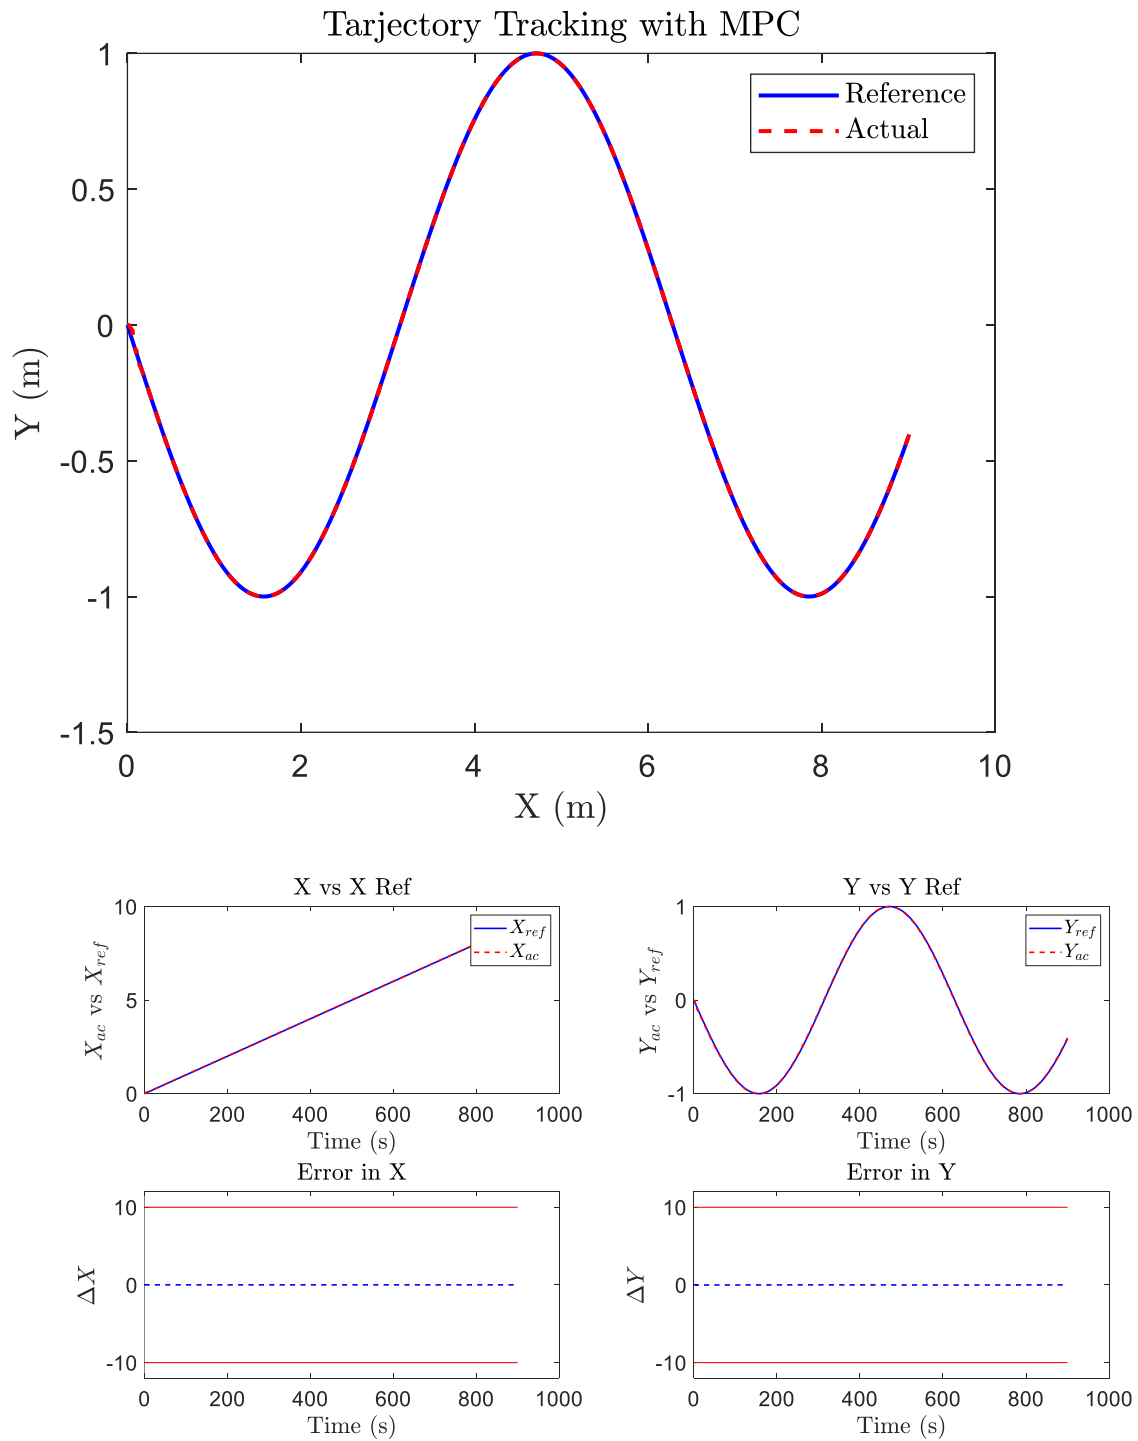 Tarjectory Tracking with MPC
Reference
Actual
1
0.5
0
-0.5
-1
-1.5
Y (m)
0 2 4 6 8 10
X (m)
X vs X Ref
X_ref
X_ac
10
5
0
X_ac vs X_ref
0 200 400 600 800 1000
Time (s)
Y vs Y Ref
Y_ref
Y_ac
1
0
-1
Y_ac vs Y_ref
0 200 400 600 800 1000
Time (s)
Error in X
10
0
-10
ΔX
0 200 400 600 800 1000
Time (s)
Error in Y
10
0
-10
ΔY
0 200 400 600 800 1000
Time (s)